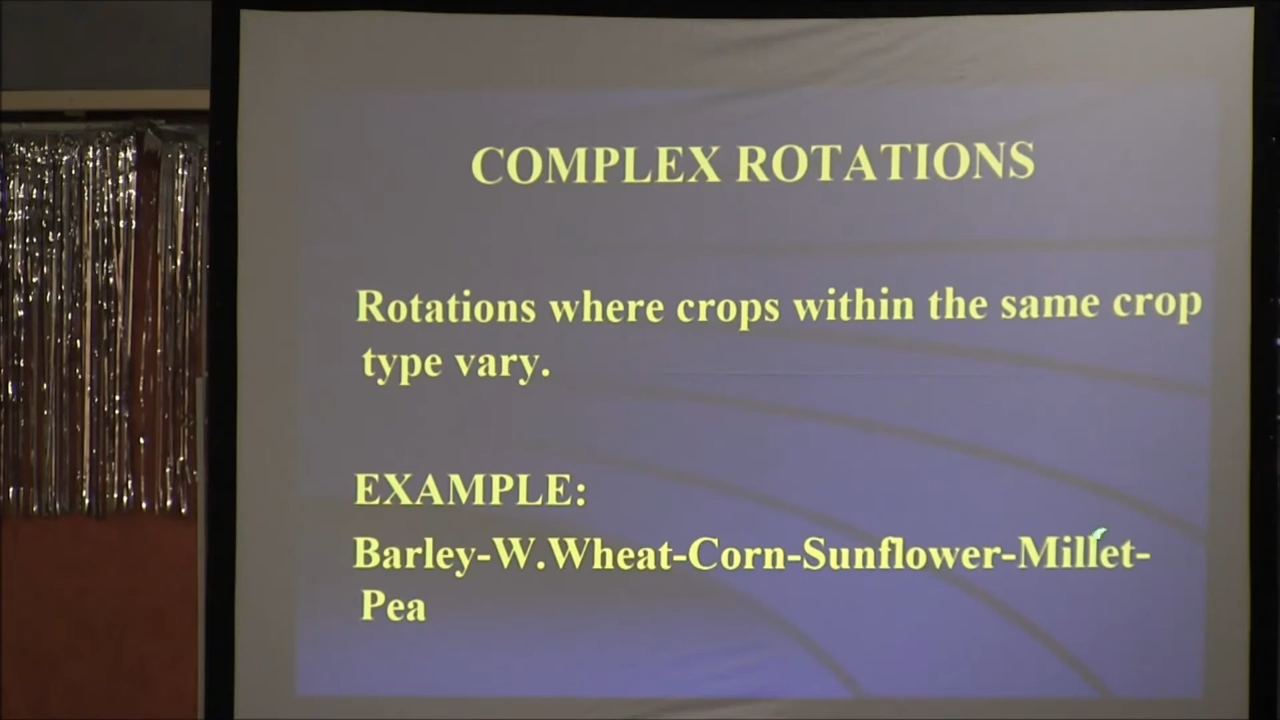 COMPLEX ROTATIONS
Rotations where crops within the same crop
type vary.
EXAMPLE:
Barley-W.Wheat-Corn-Sunflower-Millet-
Pea